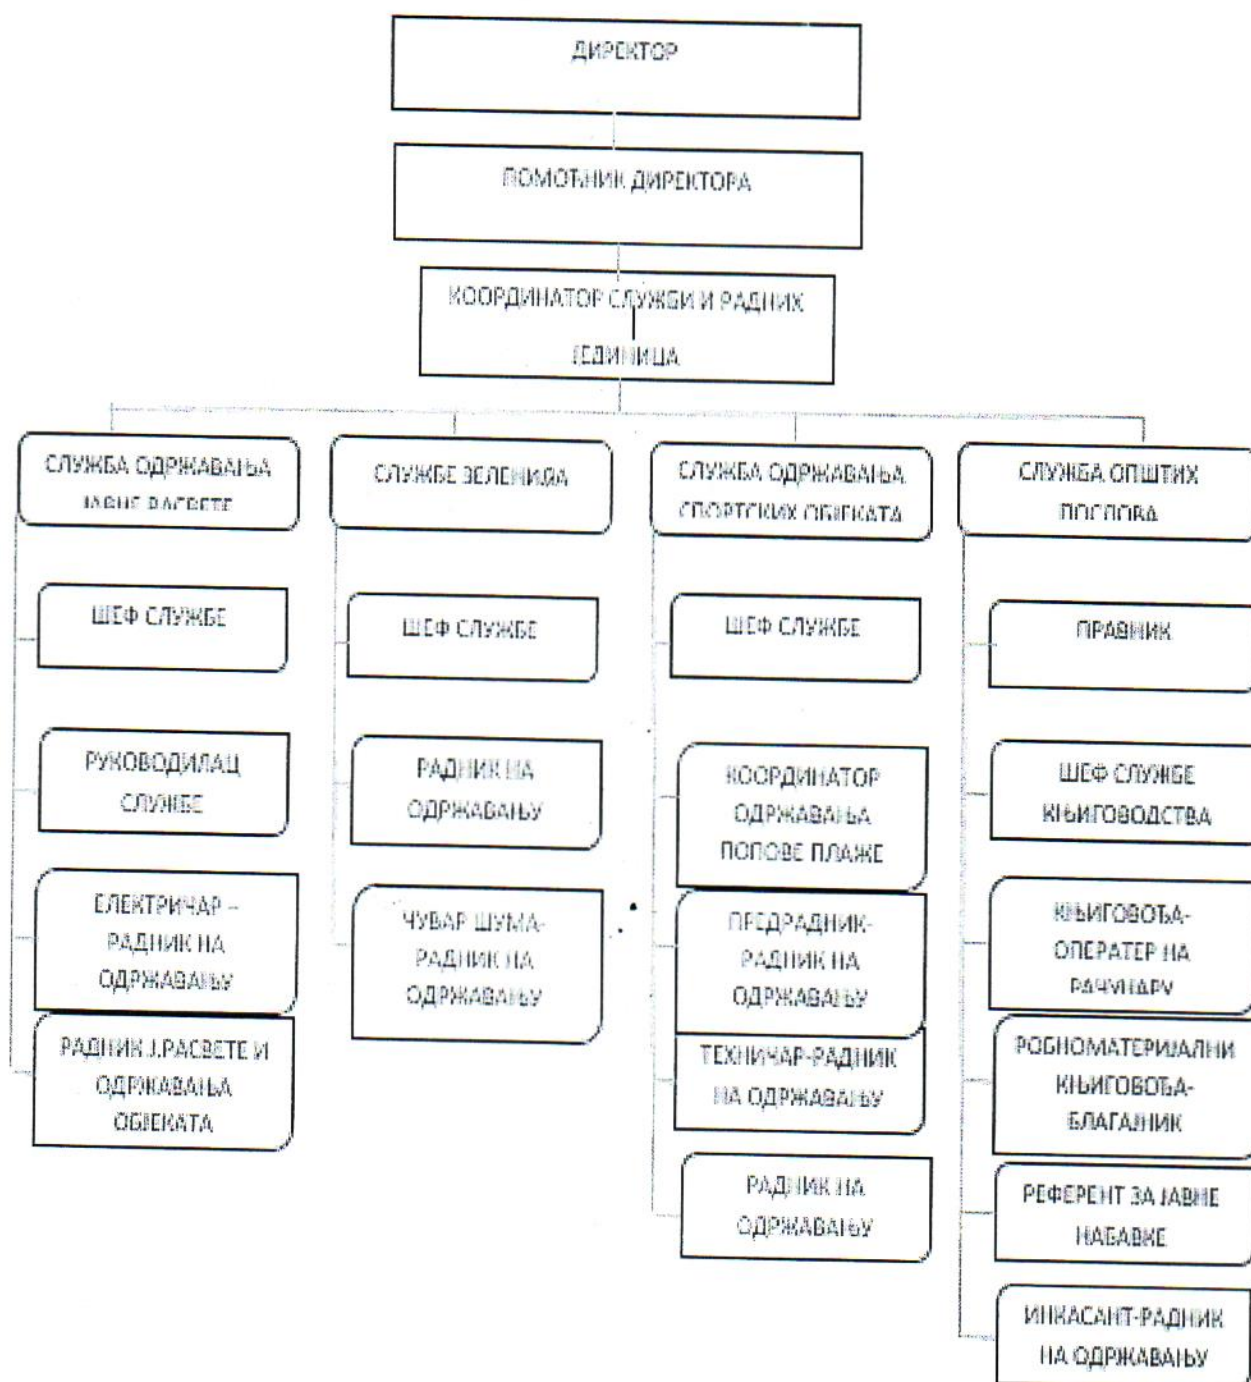 ДИРЕКТОР
ПОМОЋНИК ДИРЕКТОРА
КООРДИНАТОР СЛУЖБИ И РАДНИХ
ЈЕДИНИЦА
СЛУЖБА ОДРЖАВАЊА
ЈАВНЕ РАСВЕТЕ
ШЕФ СЛУЖБЕ
РУКОВОДИЛАЦ
СЛУЖБЕ
ЕЛЕКТРИЧАР –
РАДНИК НА
ОДРЖАВАЊУ
РАДНИК Ј.РАСВЕТЕ И
ОДРЖАВАЊА
ОБЈЕКАТА
СЛУЖБЕ ЗЕЛЕНИЛА
ШЕФ СЛУЖБЕ
РАДНИК НА
ОДРЖАВАЊУ
ЧУВАР ШУМА-
РАДНИК НА
ОДРЖАВАЊУ
СЛУЖБА ОДРЖАВАЊА
СПОРТСКИХ ОБЈЕКАТА
ШЕФ СЛУЖБЕ
КООРДИНАТОР
ОДРЖАВАЊА
ПОПОВЕ ПЛАЖЕ
ПРЕДРАДНИК-
РАДНИК НА
ОДРЖАВАЊУ
ТЕХНИЧАР-РАДНИК
НА ОДРЖАВАЊУ
РАДНИК НА
ОДРЖАВАЊУ
СЛУЖБА ОПШТИХ
ПОСЛОВА
ПРАВНИК
ШЕФ СЛУЖБЕ
КЊИГОВОДСТВА
КЊИГОВОЂА-
ОПЕРАТЕР НА
РАЧУНАРУ
РОБНОМАТЕРИЈАЛНИ
КЊИГОВОЂА-
БЛАГАЈНИК
РЕФЕРЕНТ ЗА ЈАВНЕ
НАБАВКЕ
ИНКАСАНТ-РАДНИК
НА ОДРЖАВАЊУ